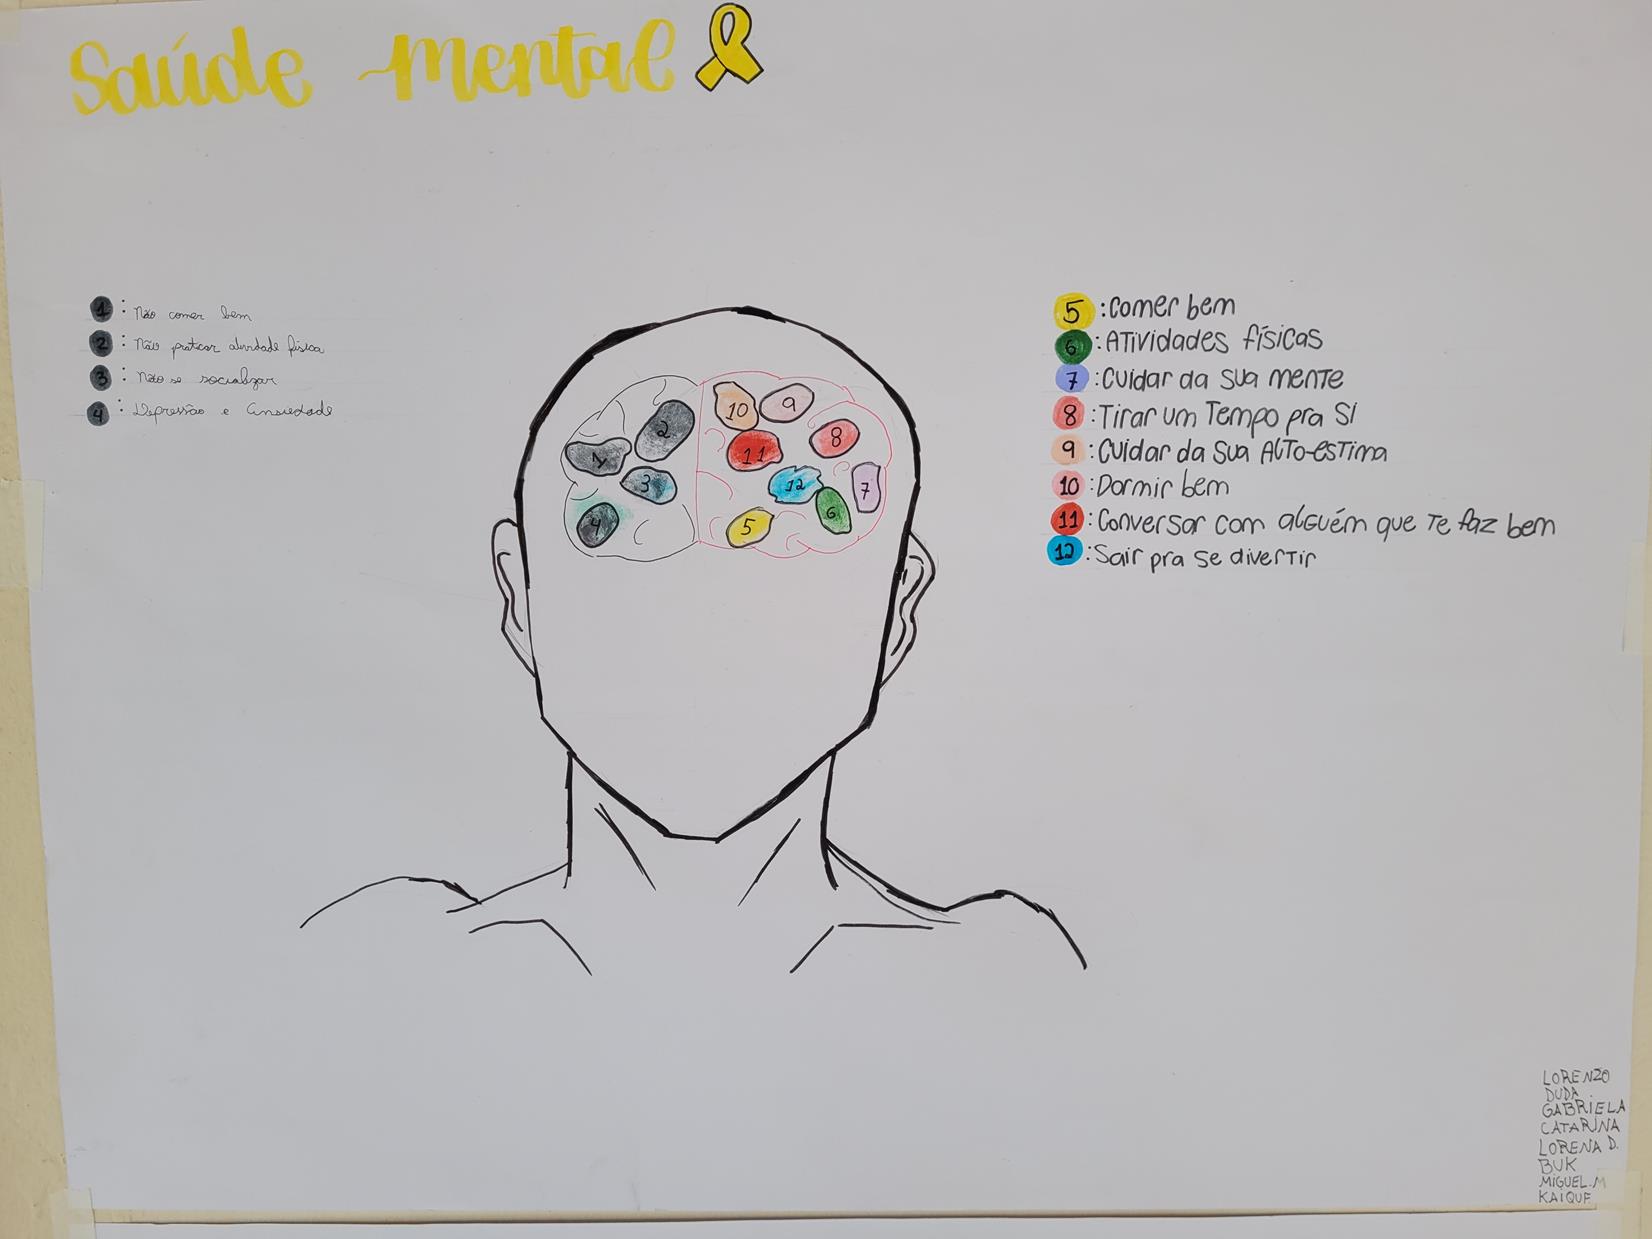 Saúde mental
1: Não comer bem
2: Não praticar atividade física
3: Não se socializar
4: Depressão e Ansiedade
5: Comer bem
6: Atividades físicas
7: Cuidar da sua mente
8: Tirar um Tempo pra si
9: Cuidar da sua Alto-estima
10: Dormir bem
11: Conversar com alguém que Te faz bem
12: Sair pra se divertir
10 9
2 8
11
1
3 12 7
4 5 6
LORENZO
DUDA
GABRIELA
CATARINA
LORENA D.
BUK
MIGUEL.M
KAIQUE